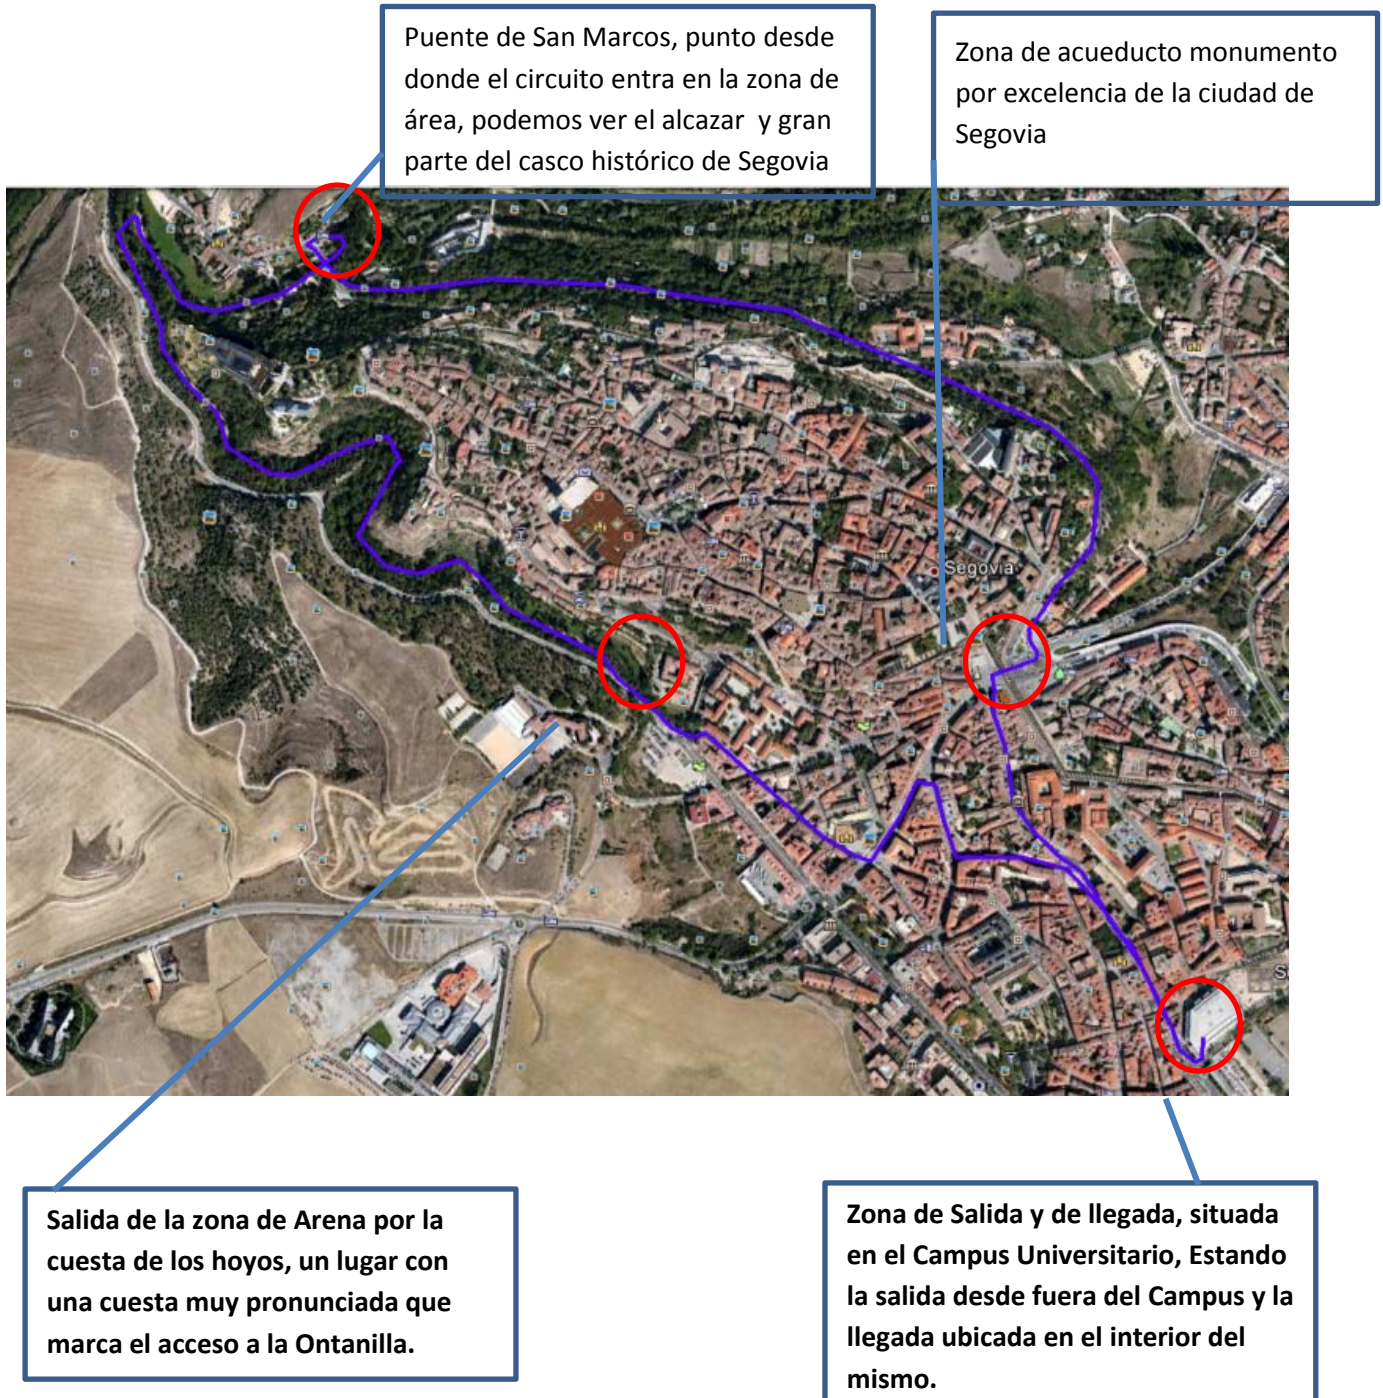 Puente de San Marcos, punto desde
donde el circuito entra en la zona de
área, podemos ver el alcazar y gran
parte del casco histórico de Segovia
Zona de acueducto monumento
por excelencia de la ciudad de
Segovia
Segovia
S
Salida de la zona de Arena por la
cuesta de los hoyos, un lugar con
una cuesta muy pronunciada que
marca el acceso a la Ontanilla.
Zona de Salida y de llegada, situada
en el Campus Universitario, Estando
la salida desde fuera del Campus y la
llegada ubicada en el interior del
mismo.